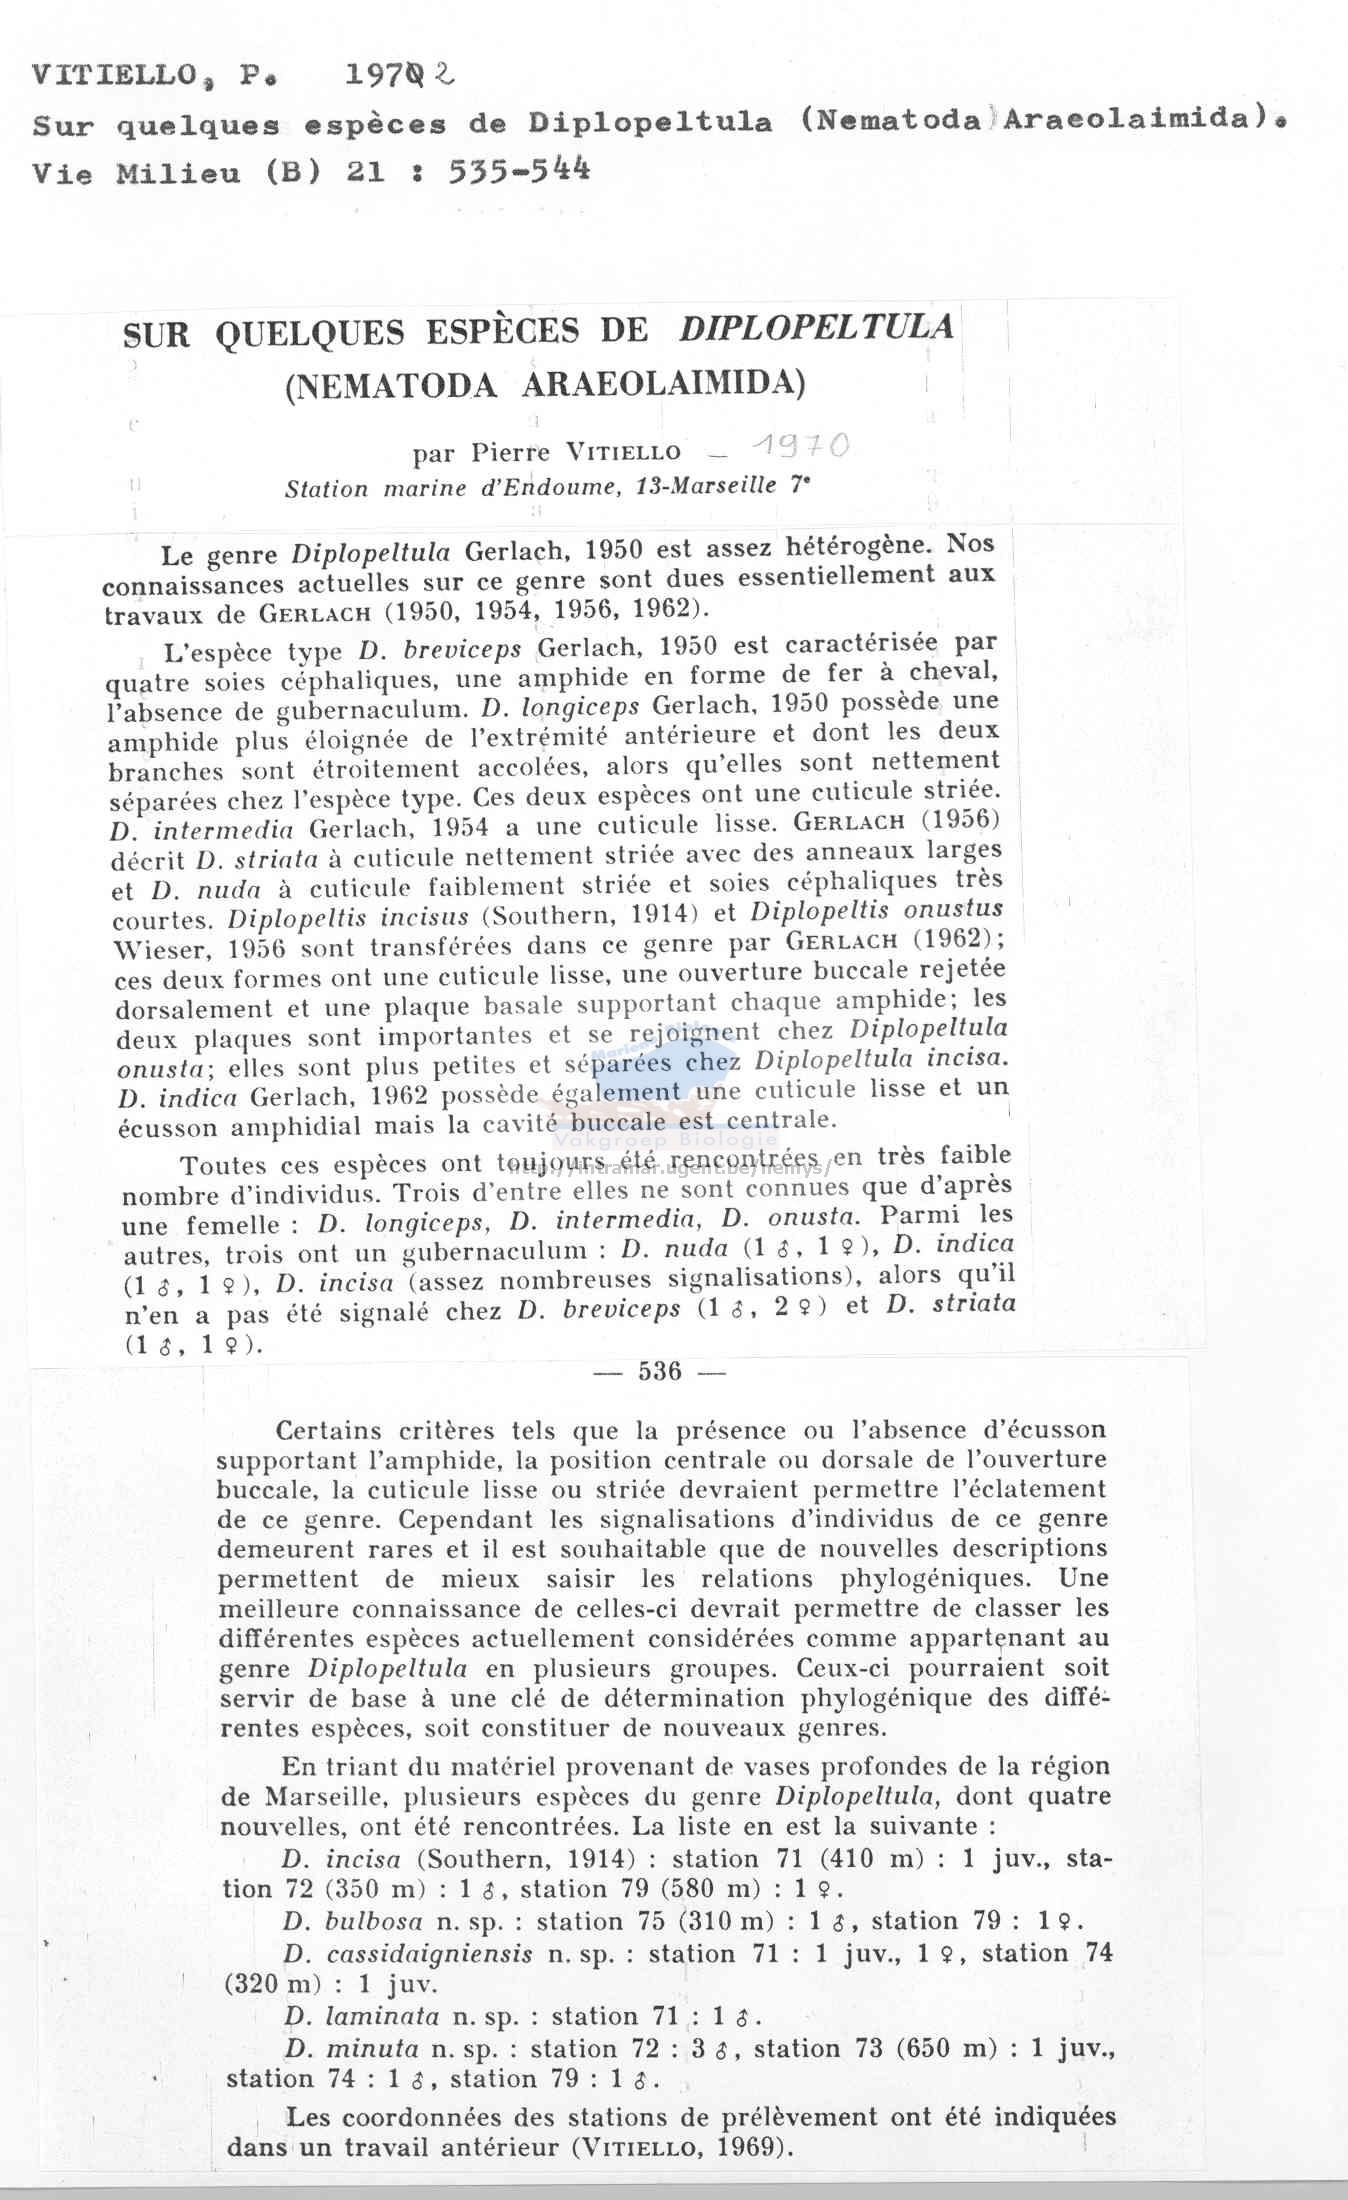 VITIELLO, P. 1970 2
Sur quelques espèces de Diplopeltula (Nematoda Araeolaimida).
Vie Milieu (B) 21 : 535-544
SUR QUELQUES ESPÈCES DE DIPLOPELTULA
(NEMATODA ARAEOLAIMIDA)
par Pierre VITIELLO — 1970
Station marine d'Endoume, 13-Marseille 7e
Le genre Diplopeltula Gerlach, 1950 est assez hétérogène. Nos
connaissances actuelles sur ce genre sont dues essentiellement aux
travaux de GERLACH (1950, 1954, 1956, 1962).
L'espèce type D. breviceps Gerlach, 1950 est caractérisée par
quatre soies céphaliques, une amphide en forme de fer à cheval,
l'absence de gubernaculum. D. longiceps Gerlach, 1950 possède une
amphide plus éloignée de l'extrémité antérieure et dont les deux
branches sont étroitement accolées, alors qu'elles sont nettement
séparées chez l'espèce type. Ces deux espèces ont une cuticule striée.
D. intermedia Gerlach, 1954 a une cuticule lisse. GERLACH (1956)
décrit D. striata à cuticule nettement striée avec des anneaux larges
et D. nuda à cuticule faiblement striée et soies céphaliques très
courtes. Diplopeltis incisus (Southern, 1914) et Diplopeltis onustus
Wieser, 1956 sont transférées dans ce genre par GERLACH (1962);
ces deux formes ont une cuticule lisse, une ouverture buccale rejetée
dorsalement et une plaque basale supportant chaque amphide; les
deux plaques sont importantes et se rejoignent chez Diplopeltula
onusta; elles sont plus petites et séparées chez Diplopeltula incisa.
D. indica Gerlach, 1962 possède également une cuticule lisse et un
écusson amphidial mais la cavité buccale est centrale.
Vakgroep Biologie
http://intramar.ugent.be/nemys/
Toutes ces espèces ont toujours été rencontrées en très faible
nombre d'individus. Trois d'entre elles ne sont connues que d'après
une femelle : D. longiceps, D. intermedia, D. onusta. Parmi les
autres, trois ont un gubernaculum : D. nuda (1 ♂, 1 ♀), D. indica
(1 ♂, 1 ♀), D. incisa (assez nombreuses signalisations), alors qu'il
n'en a pas été signalé chez D. breviceps (1 ♂, 2 ♀) et D. striata
(1 ♂, 1 ♀).
— 536 —
Certains critères tels que la présence ou l'absence d'écusson
supportant l'amphide, la position centrale ou dorsale de l'ouverture
buccale, la cuticule lisse ou striée devraient permettre l'éclatement
de ce genre. Cependant les signalisations d'individus de ce genre
demeurent rares et il est souhaitable que de nouvelles descriptions
permettent de mieux saisir les relations phylogéniques. Une
meilleure connaissance de celles-ci devrait permettre de classer les
différentes espèces actuellement considérées comme appartenant au
genre Diplopeltula en plusieurs groupes. Ceux-ci pourraient soit
servir de base à une clé de détermination phylogénique des diffé-
rentes espèces, soit constituer de nouveaux genres.
En triant du matériel provenant de vases profondes de la région
de Marseille, plusieurs espèces du genre Diplopeltula, dont quatre
nouvelles, ont été rencontrées. La liste en est la suivante :
D. incisa (Southern, 1914) : station 71 (410 m) : 1 juv., sta-
tion 72 (350 m) : 1 ♂, station 79 (580 m) : 1 ♀.
D. bulbosa n. sp. : station 75 (310 m) : 1 ♂, station 79 : 1 ♀.
D. cassidaigniensis n. sp. : station 71 : 1 juv., 1 ♀, station 74
(320 m) : 1 juv.
D. laminata n. sp. : station 71 : 1 ♂.
D. minuta n. sp. : station 72 : 3 ♂, station 73 (650 m) : 1 juv.,
station 74 : 1 ♂, station 79 : 1 ♂.
Les coordonnées des stations de prélèvement ont été indiquées
dans un travail antérieur (VITIELLO, 1969).